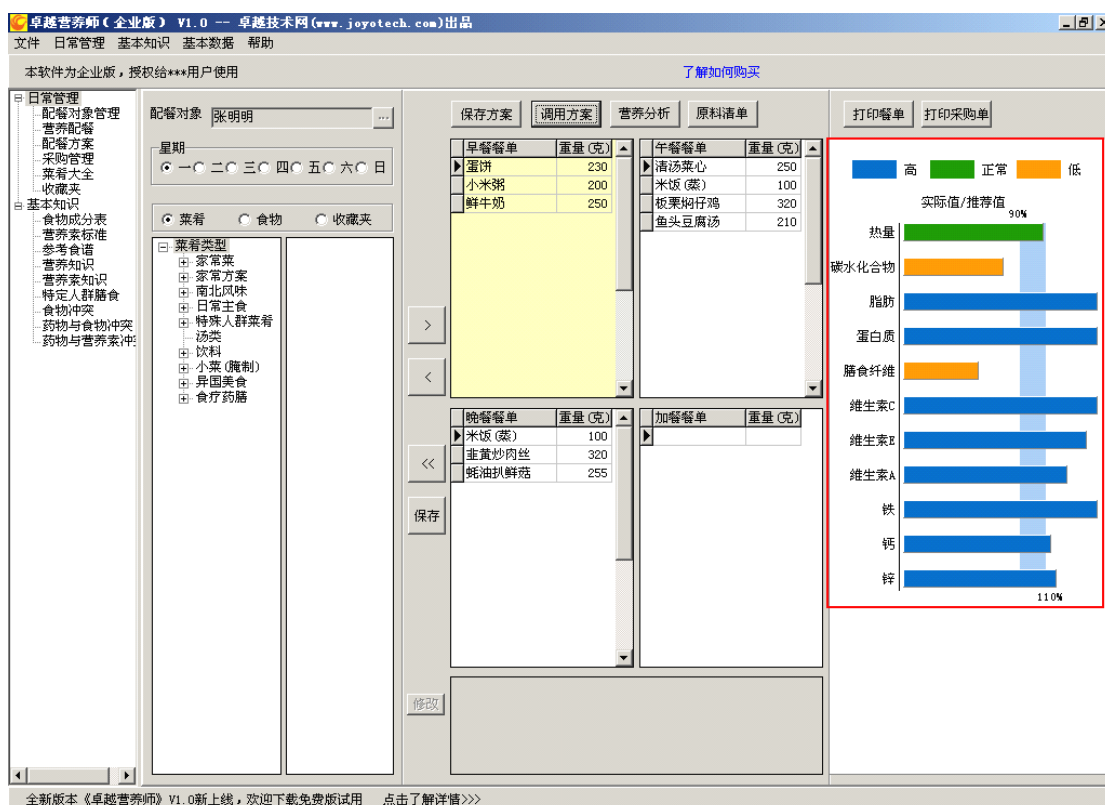 卓越营养师(企业版) V1.0 -- 卓越技术网(www.joyotech.com)出品
文件 日常管理 基本知识 基本数据 帮助
本软件为企业版，授权给***用户使用
了解如何购买
日常管理
配餐对象管理
营养配餐
配餐方案
采购管理
菜肴大全
收藏夹
基本知识
食物成分表
营养素标准
参考食谱
营养知识
营养素知识
特定人群膳食
食物冲突
药物与食物冲突
药物与营养素冲
配餐对象 张明明 ...
星期
一 二 三 四 五 六 日
菜肴 食物 收藏夹
菜肴类型
家常菜
家常方案
南北风味
日常主食
特殊人群菜肴
汤类
饮料
小菜(腌制)
异国美食
食疗药膳
>
<
<<
保存
修改
保存方案 调用方案 营养分析 原料清单
早餐餐单 重量(克)
蛋饼 230
小米粥 200
鲜牛奶 250
午餐餐单 重量(克)
清汤菜心 250
米饭(蒸) 100
板栗焖仔鸡 320
鱼头豆腐汤 210
晚餐餐单 重量(克)
米饭(蒸) 100
韭黄炒肉丝 320
蚝油扒鲜菇 255
加餐餐单 重量(克)
打印餐单 打印采购单
高 正常 低
实际值/推荐值
90%
热量
碳水化合物
脂肪
蛋白质
膳食纤维
维生素C
维生素E
维生素A
铁
钙
锌
110%
全新版本《卓越营养师》V1.0新上线，欢迎下载免费版试用 点击了解详情>>>